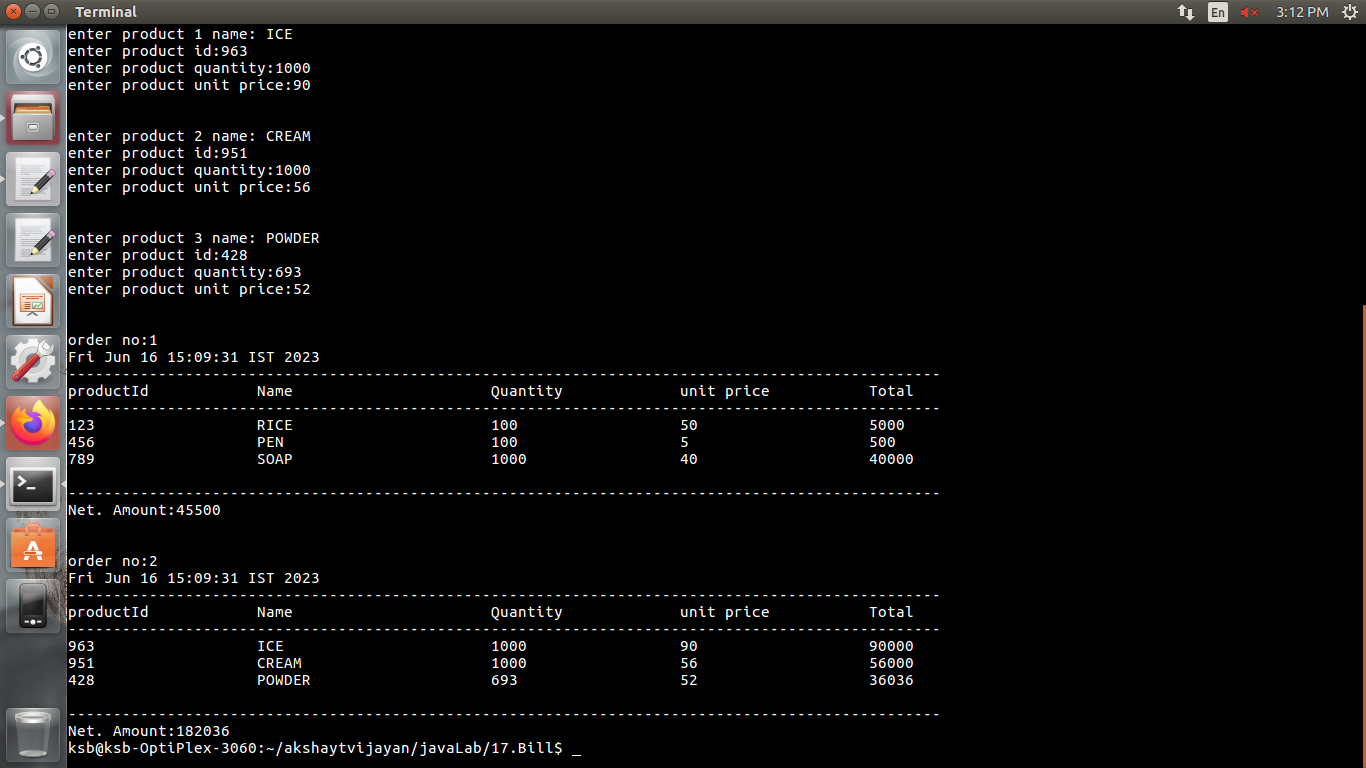 Terminal
En
3:12 PM
enter product 1 name: ICE
enter product id:963
enter product quantity:1000
enter product unit price:90
enter product 2 name: CREAM
enter product id:951
enter product quantity:1000
enter product unit price:56
enter product 3 name: POWDER
enter product id:428
enter product quantity:693
enter product unit price:52
order no:1
Fri Jun 16 15:09:31 IST 2023
-------------------------------------------------------------------------------------------------
productId Name Quantity unit price Total
-------------------------------------------------------------------------------------------------
123 RICE 100 50 5000
456 PEN 100 5 500
789 SOAP 1000 40 40000
-------------------------------------------------------------------------------------------------
Net. Amount:45500
order no:2
Fri Jun 16 15:09:31 IST 2023
-------------------------------------------------------------------------------------------------
productId Name Quantity unit price Total
-------------------------------------------------------------------------------------------------
963 ICE 1000 90 90000
951 CREAM 1000 56 56000
428 POWDER 693 52 36036
-------------------------------------------------------------------------------------------------
Net. Amount:182036
ksb@ksb-OptiPlex-3060:~/akshaytvijayan/javaLab/17.Bill$ _